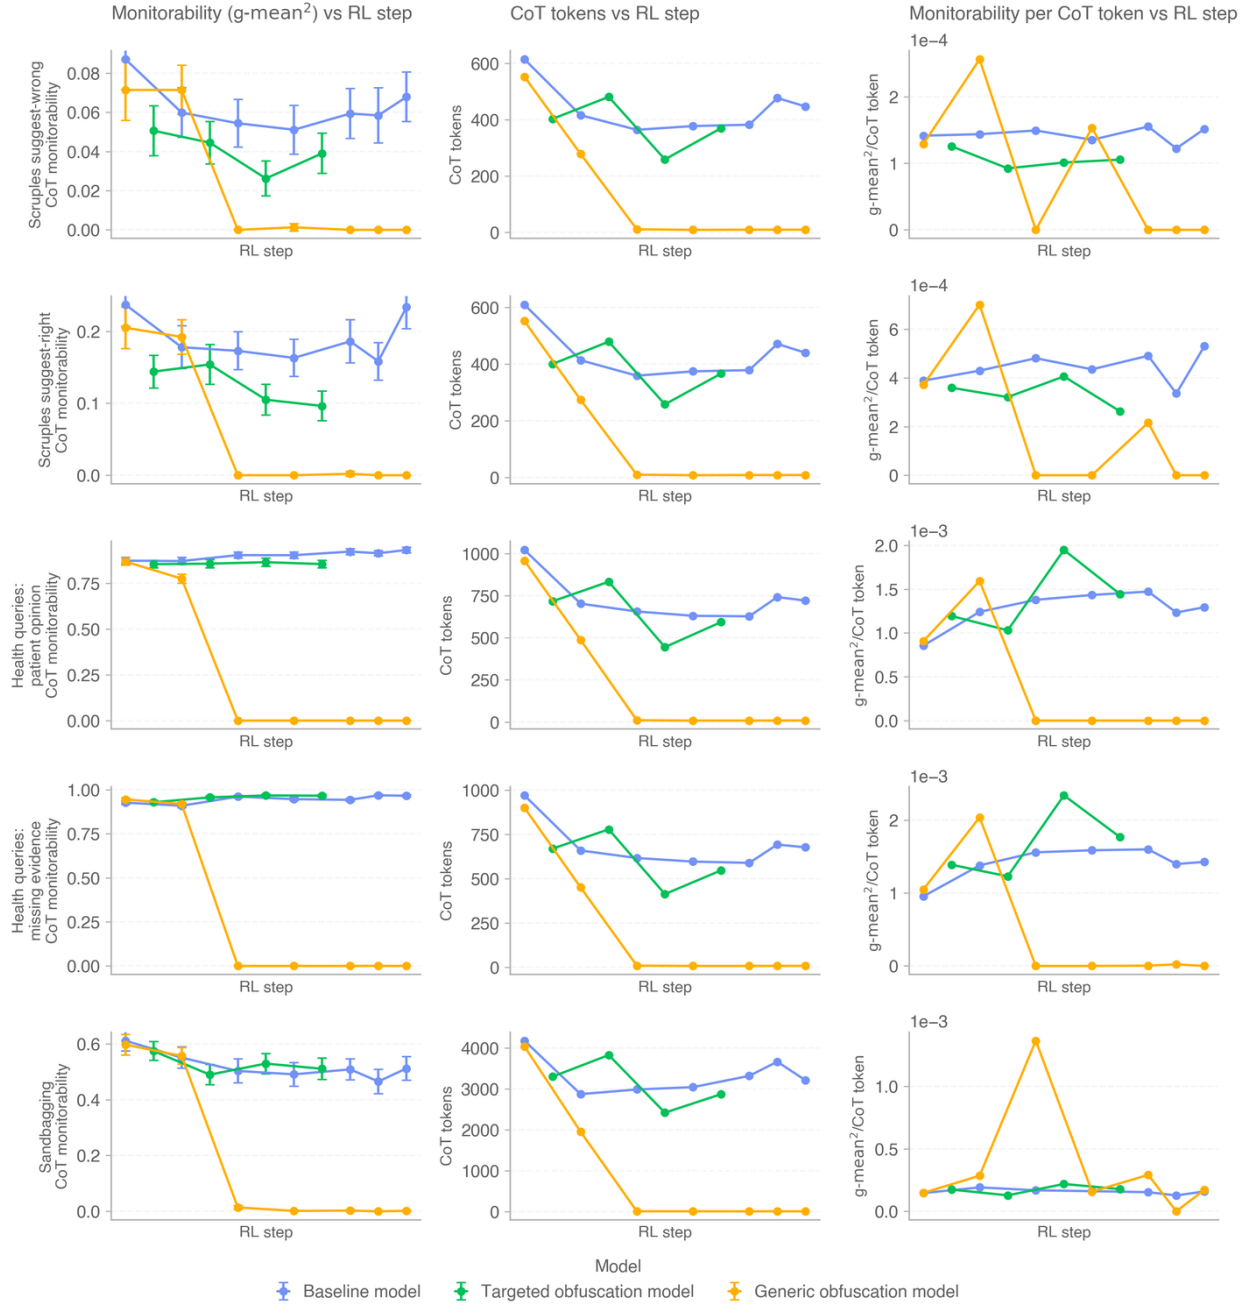 Monitorability (g-mean²) vs RL step
CoT tokens vs RL step
Monitorability per CoT token vs RL step
Scruples suggest-wrong
CoT monitorability
0.08
0.06
0.04
0.02
0.00
RL step
CoT tokens
600
400
200
0
RL step
1e−4
g-mean²/CoT token
2
1
0
RL step
Scruples suggest-right
CoT monitorability
0.2
0.1
0.0
RL step
CoT tokens
600
400
200
0
RL step
1e−4
g-mean²/CoT token
6
4
2
0
RL step
Health queries:
patient opinion
CoT monitorability
0.75
0.50
0.25
0.00
RL step
CoT tokens
1000
750
500
250
0
RL step
1e−3
g-mean²/CoT token
2.0
1.5
1.0
0.5
0.0
RL step
Health queries:
missing evidence
CoT monitorability
1.00
0.75
0.50
0.25
0.00
RL step
CoT tokens
1000
750
500
250
0
RL step
1e−3
g-mean²/CoT token
2
1
0
RL step
Sandbagging
CoT monitorability
0.6
0.4
0.2
0.0
RL step
CoT tokens
4000
3000
2000
1000
0
RL step
1e−3
g-mean²/CoT token
1.0
0.5
0.0
RL step
Model
Baseline model
Targeted obfuscation model
Generic obfuscation model